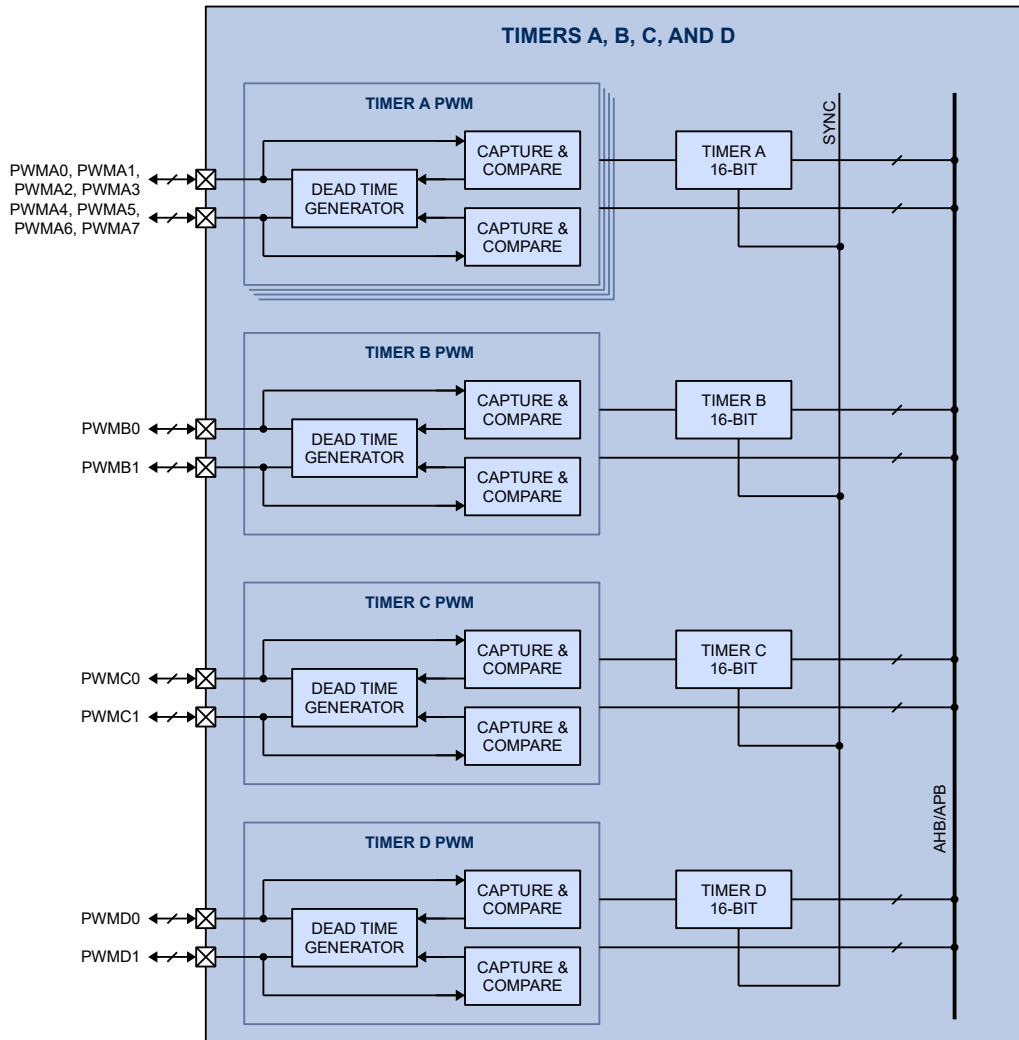 TIMERS A, B, C, AND D
TIMER A PWM
SYNC
CAPTURE &
COMPARE
TIMER A
16-BIT
PWMA0, PWMA1,
PWMA2, PWMA3
DEAD TIME
GENERATOR
PWMA4, PWMA5,
PWMA6, PWMA7
CAPTURE &
COMPARE
TIMER B PWM
CAPTURE &
COMPARE
TIMER B
16-BIT
PWMB0
DEAD TIME
GENERATOR
PWMB1
CAPTURE &
COMPARE
TIMER C PWM
CAPTURE &
COMPARE
TIMER C
16-BIT
PWMC0
DEAD TIME
GENERATOR
PWMC1
CAPTURE &
COMPARE
AHB/APB
TIMER D PWM
CAPTURE &
COMPARE
TIMER D
16-BIT
PWMD0
DEAD TIME
GENERATOR
PWMD1
CAPTURE &
COMPARE